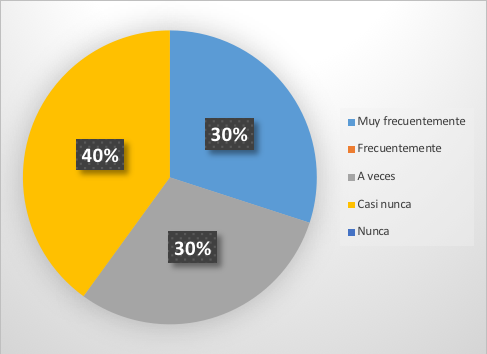 30%
40%
30%
Muy frecuentemente
Frecuentemente
A veces
Casi nunca
Nunca